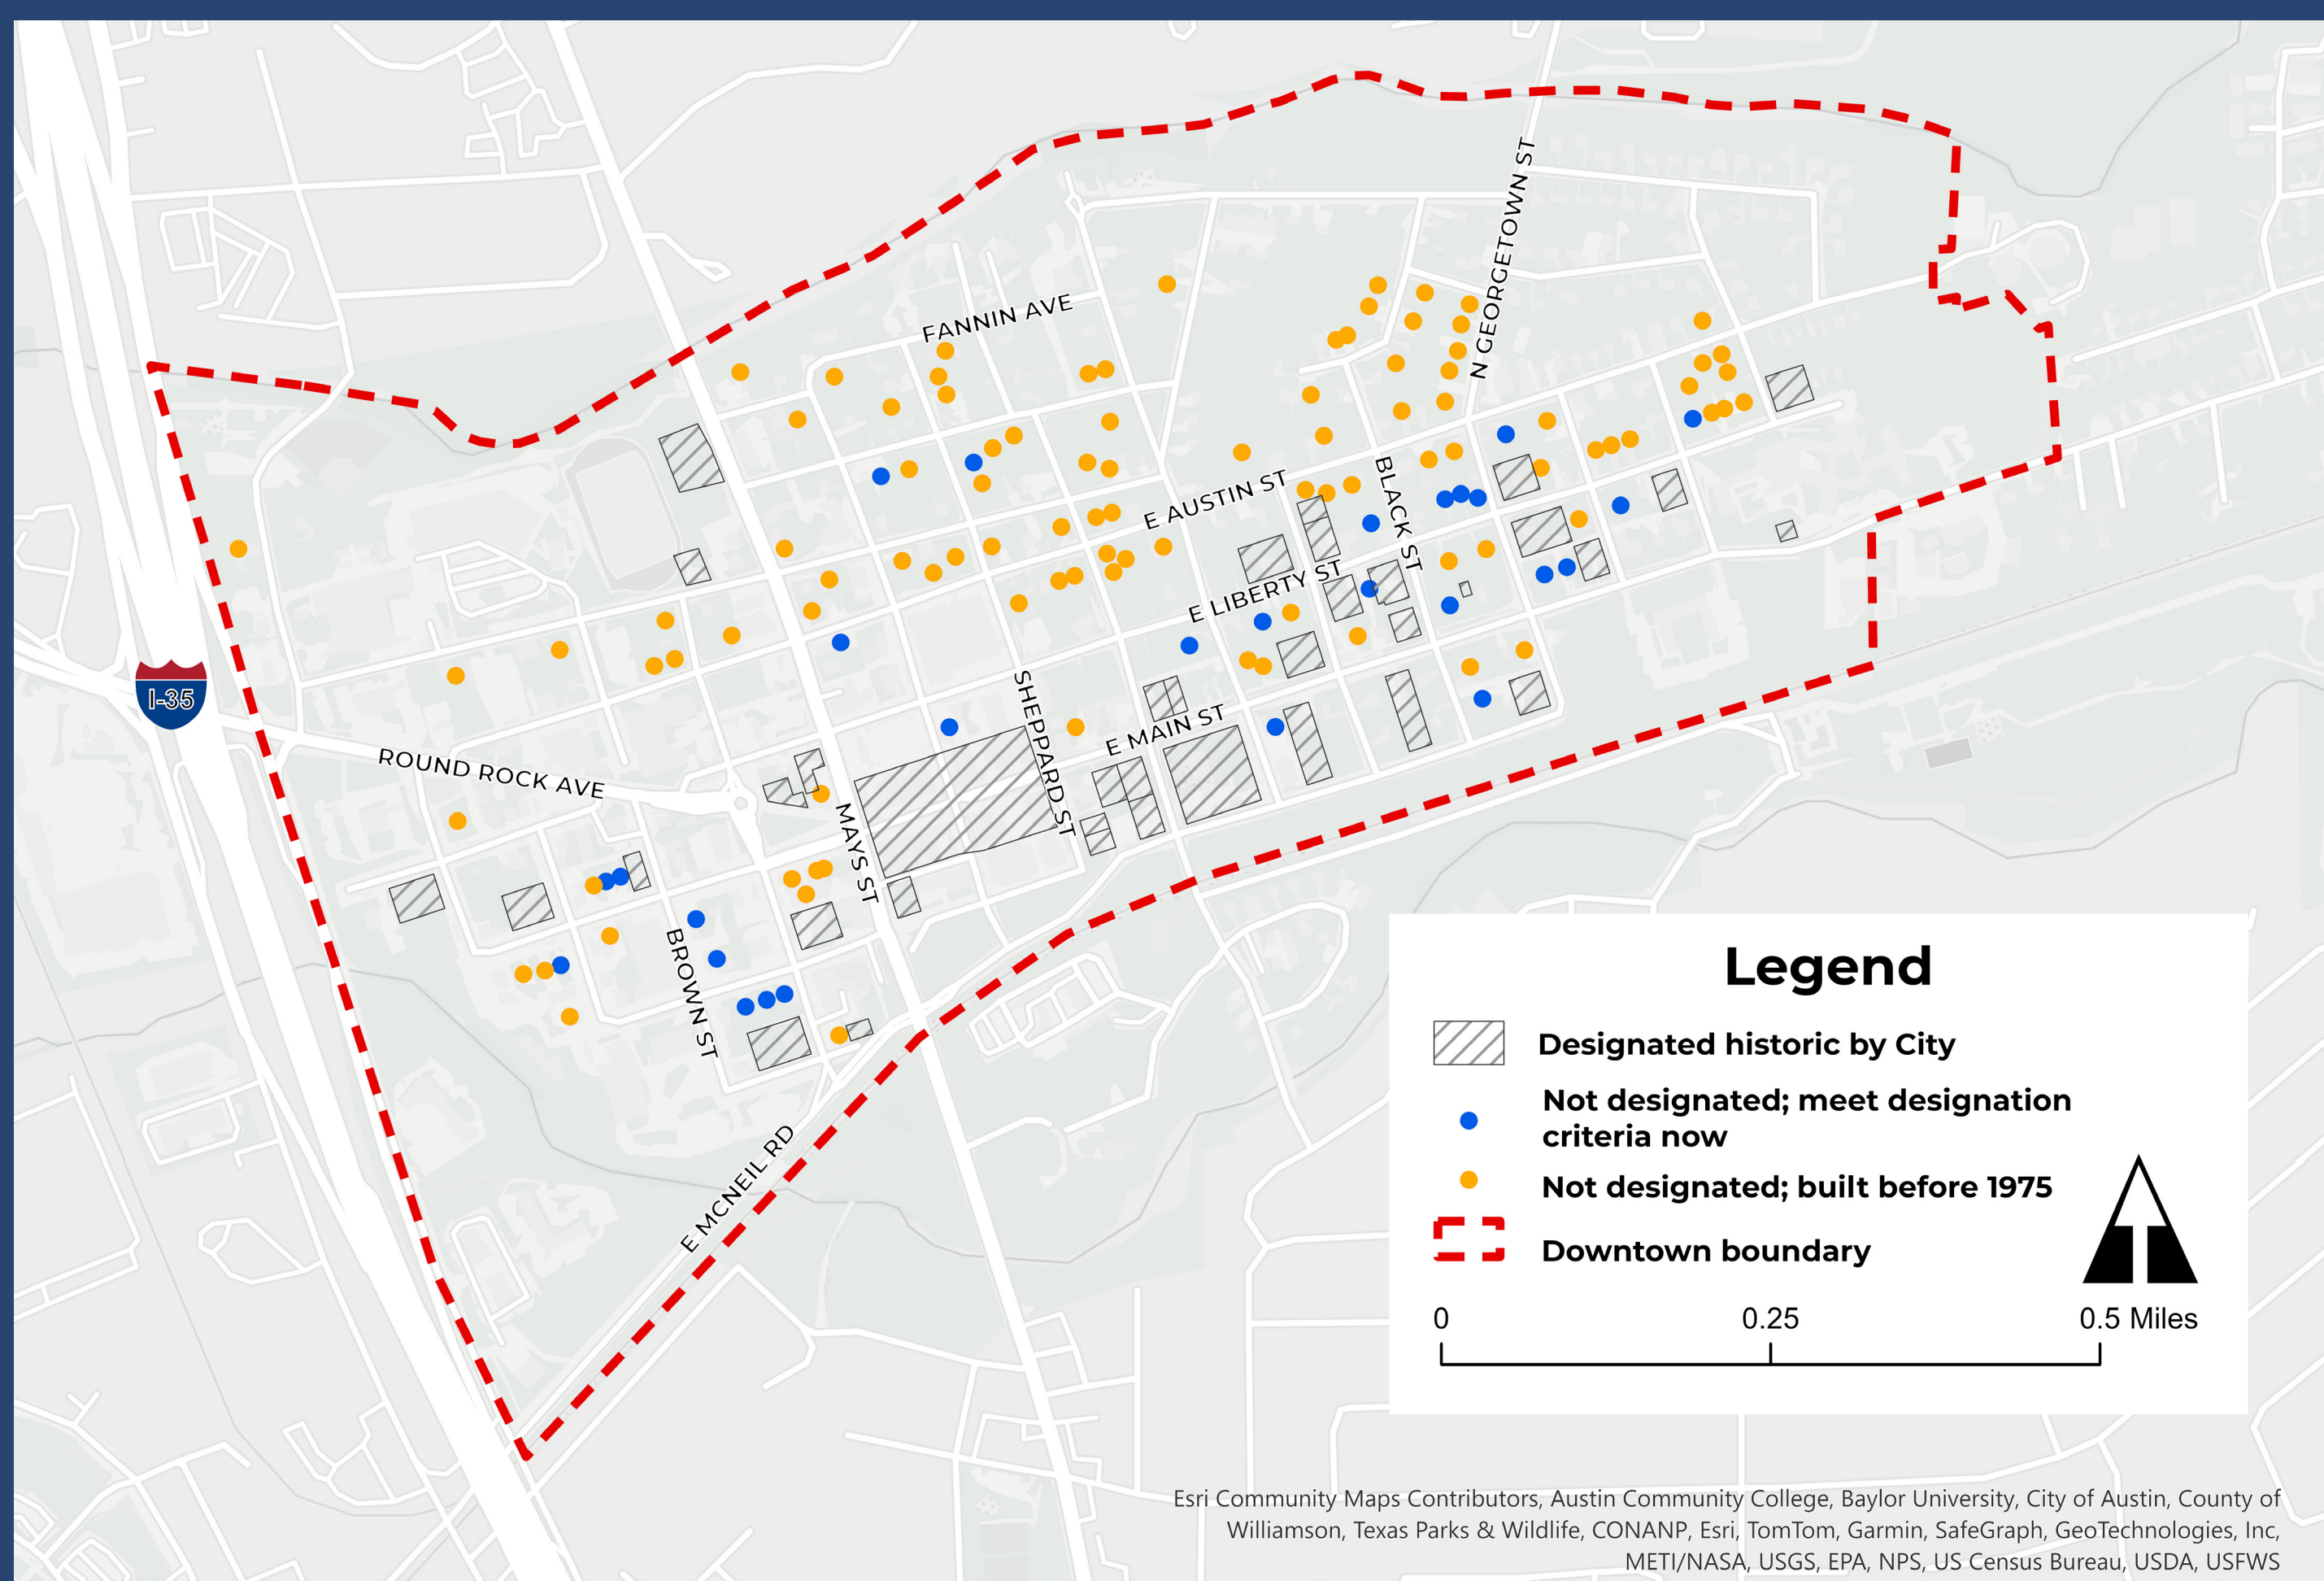 N GEORGETOWN ST
FANNIN AVE
E AUSTIN ST
BLACK ST
E LIBERTY ST
I-35
SHEPPARD ST
E MAIN ST
ROUND ROCK AVE
MAYS ST
BROWN ST
E MCNEIL RD
Legend
Designated historic by City
Not designated; meet designation
criteria now
Not designated; built before 1975
Downtown boundary
0 0.25 0.5 Miles
Esri Community Maps Contributors, Austin Community College, Baylor University, City of Austin, County of
Williamson, Texas Parks & Wildlife, CONANP, Esri, TomTom, Garmin, SafeGraph, GeoTechnologies, Inc,
METI/NASA, USGS, EPA, NPS, US Census Bureau, USDA, USFWS